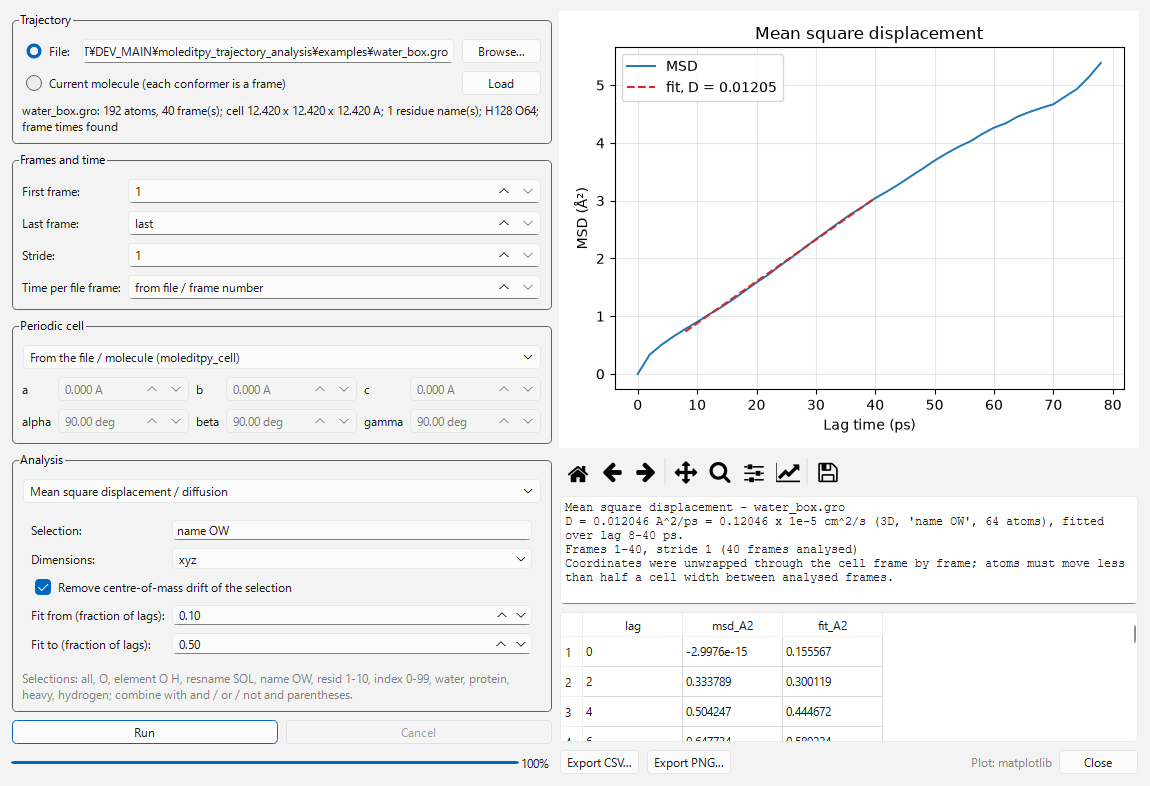 Trajectory
File: T¥DEV_MAIN¥moleditpy_trajectory_analysis¥examples¥water_box.gro Browse...
Current molecule (each conformer is a frame) Load
water_box.gro: 192 atoms, 40 frame(s); cell 12.420 x 12.420 x 12.420 A; 1 residue name(s); H128 O64;
frame times found
Frames and time
First frame: 1
Last frame: last
Stride: 1
Time per file frame: from file / frame number
Periodic cell
From the file / molecule (moleditpy_cell)
a 0.000 A b 0.000 A c 0.000 A
alpha 90.00 deg beta 90.00 deg gamma 90.00 deg
Analysis
Mean square displacement / diffusion
Selection: name OW
Dimensions: xyz
Remove centre-of-mass drift of the selection
Fit from (fraction of lags): 0.10
Fit to (fraction of lags): 0.50
Selections: all, O, element O H, resname SOL, name OW, resid 1-10, index 0-99, water, protein,
heavy, hydrogen; combine with and / or / not and parentheses.
Run Cancel
100%
Mean square displacement
MSD
fit, D = 0.01205
MSD (Å²)
5
4
3
2
1
0
0 10 20 30 40 50 60 70 80
Lag time (ps)
Mean square displacement - water_box.gro
D = 0.012046 A^2/ps = 0.12046 x 1e-5 cm^2/s (3D, 'name OW', 64 atoms), fitted
over lag 8-40 ps.
Frames 1-40, stride 1 (40 frames analysed)
Coordinates were unwrapped through the cell frame by frame; atoms must move less
than half a cell width between analysed frames.
lag msd_A2 fit_A2
1 0 -2.9976e-15 0.155567
2 2 0.333789 0.300119
3 4 0.504247 0.444672
Export CSV... Export PNG... Plot: matplotlib Close